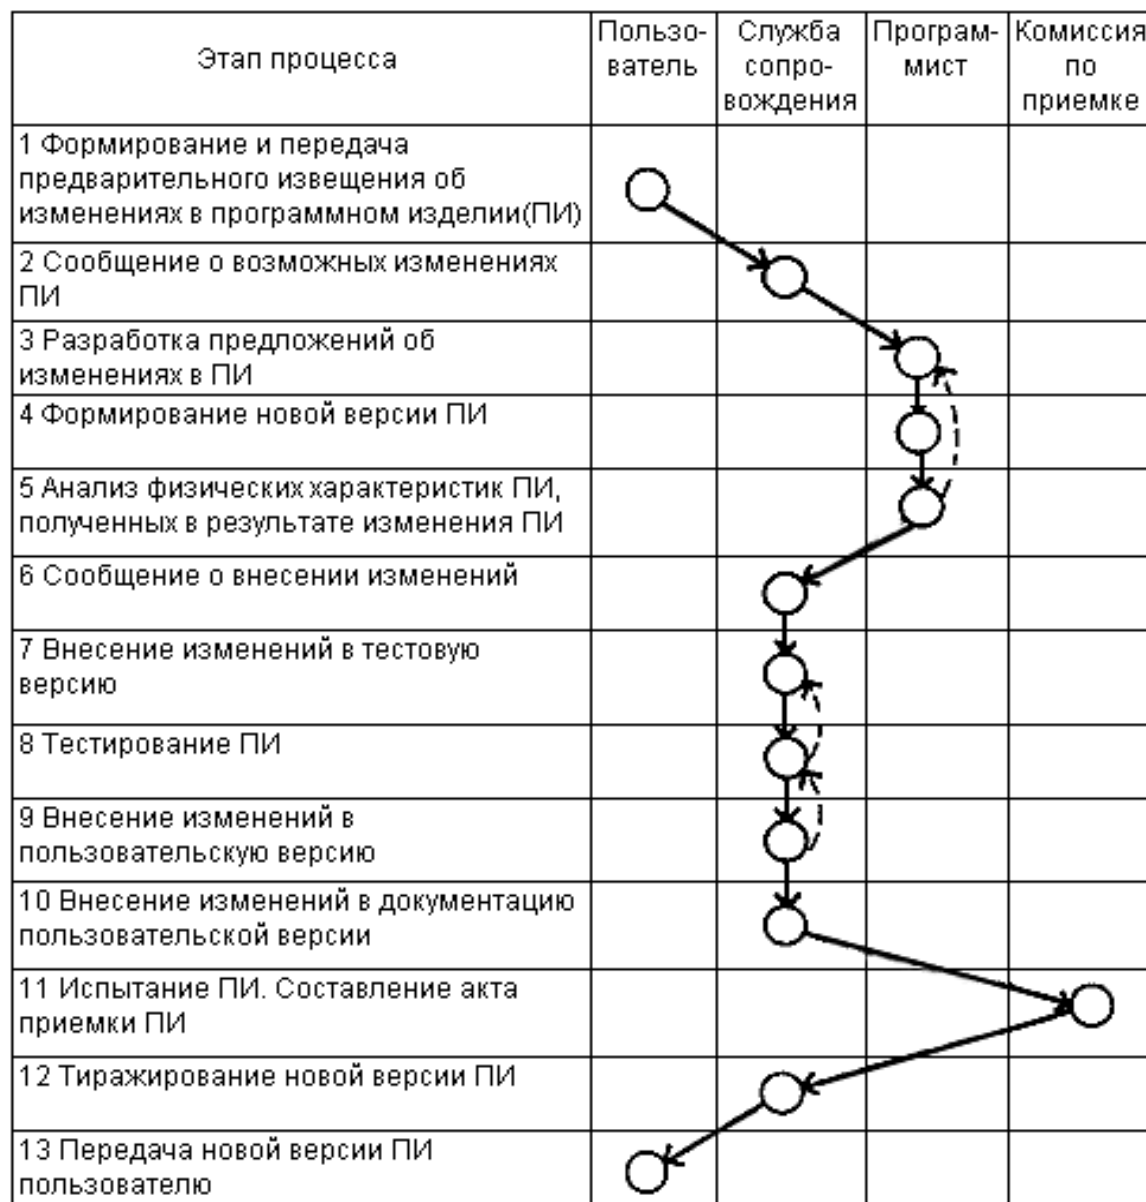 Этап процесса
Пользо-
ватель
Служба
сопро-
вождения
Програм-
мист
Комиссия
по
приемке
1 Формирование и передача
предварительного извещения об
изменениях в программном изделии(ПИ)
2 Сообщение о возможных изменениях
ПИ
3 Разработка предложений об
изменениях в ПИ
4 Формирование новой версии ПИ
5 Анализ физических характеристик ПИ,
полученных в результате изменения ПИ
6 Сообщение о внесении изменений
7 Внесение изменений в тестовую
версию
8 Тестирование ПИ
9 Внесение изменений в
пользовательскую версию
10 Внесение изменений в документацию
пользовательской версии
11 Испытание ПИ. Составление акта
приемки ПИ
12 Тиражирование новой версии ПИ
13 Передача новой версии ПИ
пользователю